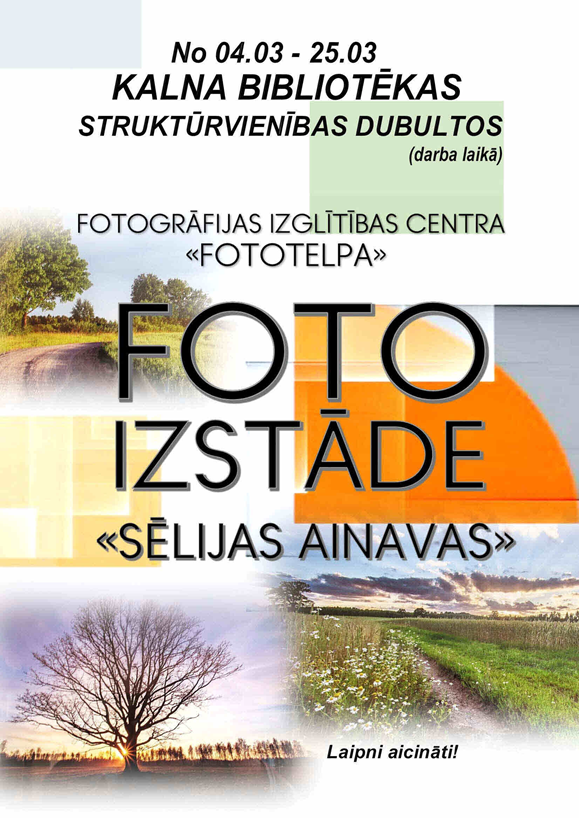 No 04.03 - 25.03
KALNA BIBLIOTĒKAS
STRUKTŪRVIENĪBAS DUBULTOS
(darba laikā)
FOTOGRĀFIJAS IZGLĪTĪBAS CENTRA
«FOTOTELPA»
FOTO
IZSTĀDE
«SĒLIJAS AINAVAS»
Laipni aicināti!